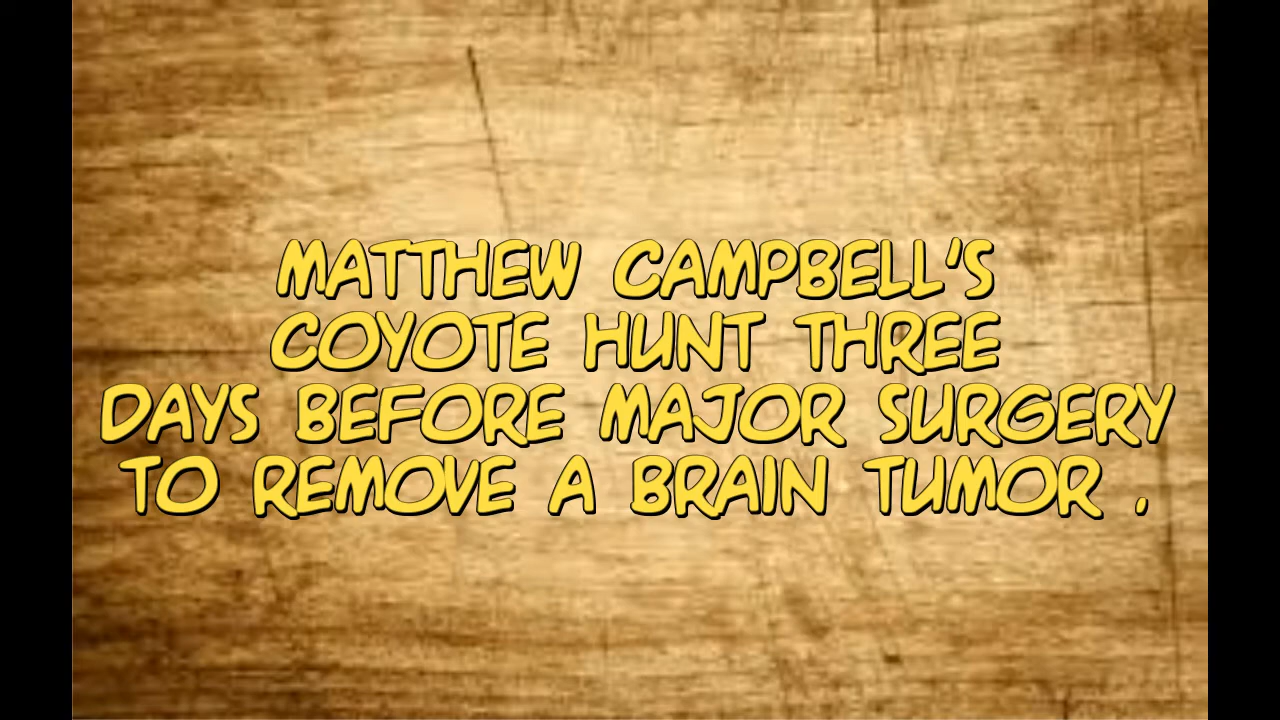 MATTHEW CAMPBELL'S
COYOTE HUNT THREE
DAYS BEFORE MAJOR SURGERY
TO REMOVE A BRAIN TUMOR .